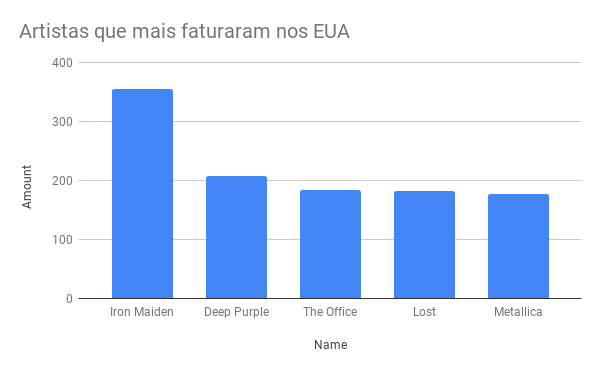 Artistas que mais faturaram nos EUA
400
300
200
100
0
Amount
Iron Maiden
Deep Purple
The Office
Lost
Metallica
Name